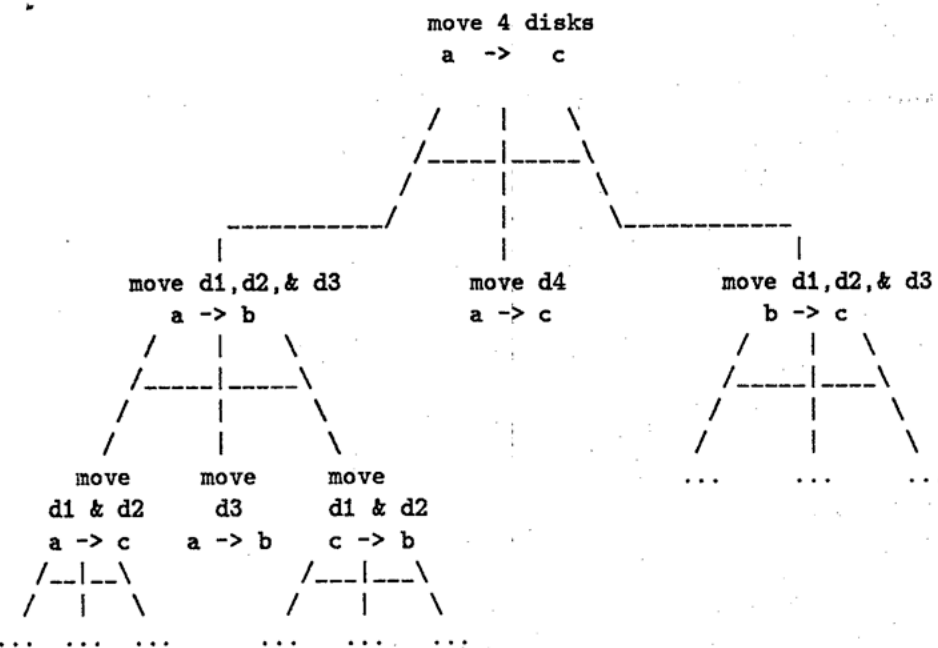 move 4 disks
a -> c
move d1,d2,& d3
a -> b
move d4
a -> c
move d1,d2,& d3
b -> c
move
d1 & d2
a -> c
move
d3
a -> b
move
d1 & d2
c -> b
... ... ..
... ... ... ... ... ...